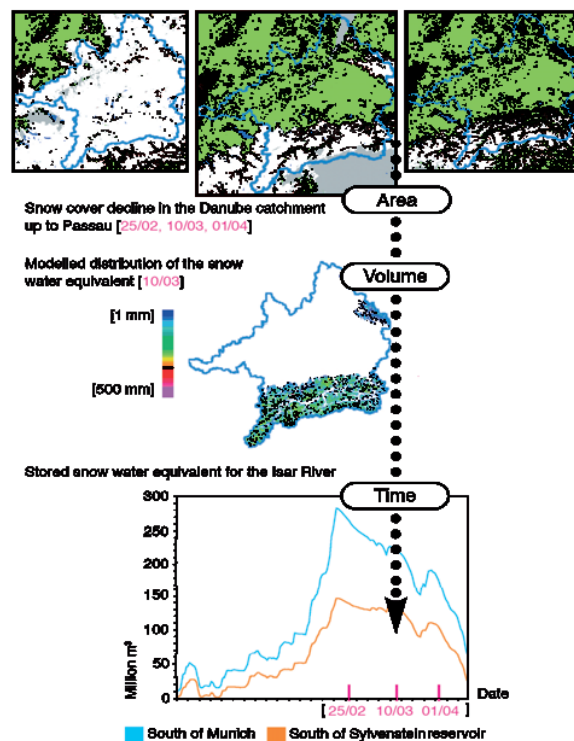 Area
Snow cover decline in the Danube catchment
up to Passau [25/02, 10/03, 01/04]
Modelled distribution of the snow
water equivalent [10/03]
Volume
[1 mm]
[500 mm]
Stored snow water equivalent for the Isar River
Time
300
250
200
150
100
50
0
Million m³
Date
[ 25/02 10/03 01/04 ]
South of Munich South of Sylvenstein reservoir